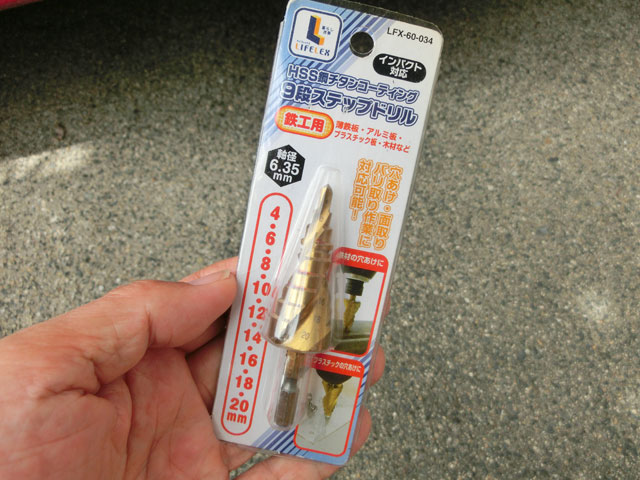 LFX-60-034
LIFELEX
インパクト
対応
HSS鋼チタンコーティング
9段ステップドリル
鉄工用
薄鉄板・アルミ板・
プラスチック板・木材など
軸径
6.35
mm
穴あけ・面取り
バリ取り作業に
対応可能!
4・6・8・10・12・14・16・18・20mm
鉄材の穴あけに
プラスチックの穴あけに